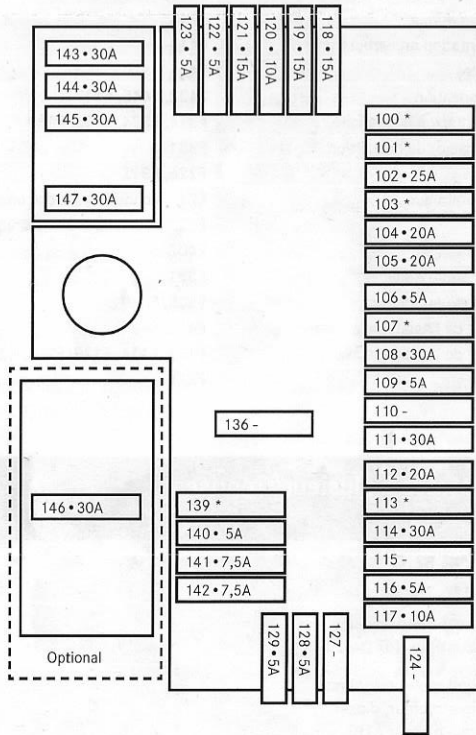 123 • 5A
122 • 5A
121 • 15A
120 • 10A
119 • 15A
118 • 15A
143 • 30A
144 • 30A
145 • 30A
147 • 30A
100 *
101 *
102 • 25A
103 *
104 • 20A
105 • 20A
106 • 5A
107 *
108 • 30A
109 • 5A
110 -
111 • 30A
112 • 20A
113 *
114 • 30A
115 -
116 • 5A
117 • 10A
136 -
146 • 30A
Optional
139 *
140 • 5A
141 • 7,5A
142 • 7,5A
129 • 5A
128 • 5A
127 -
124 -